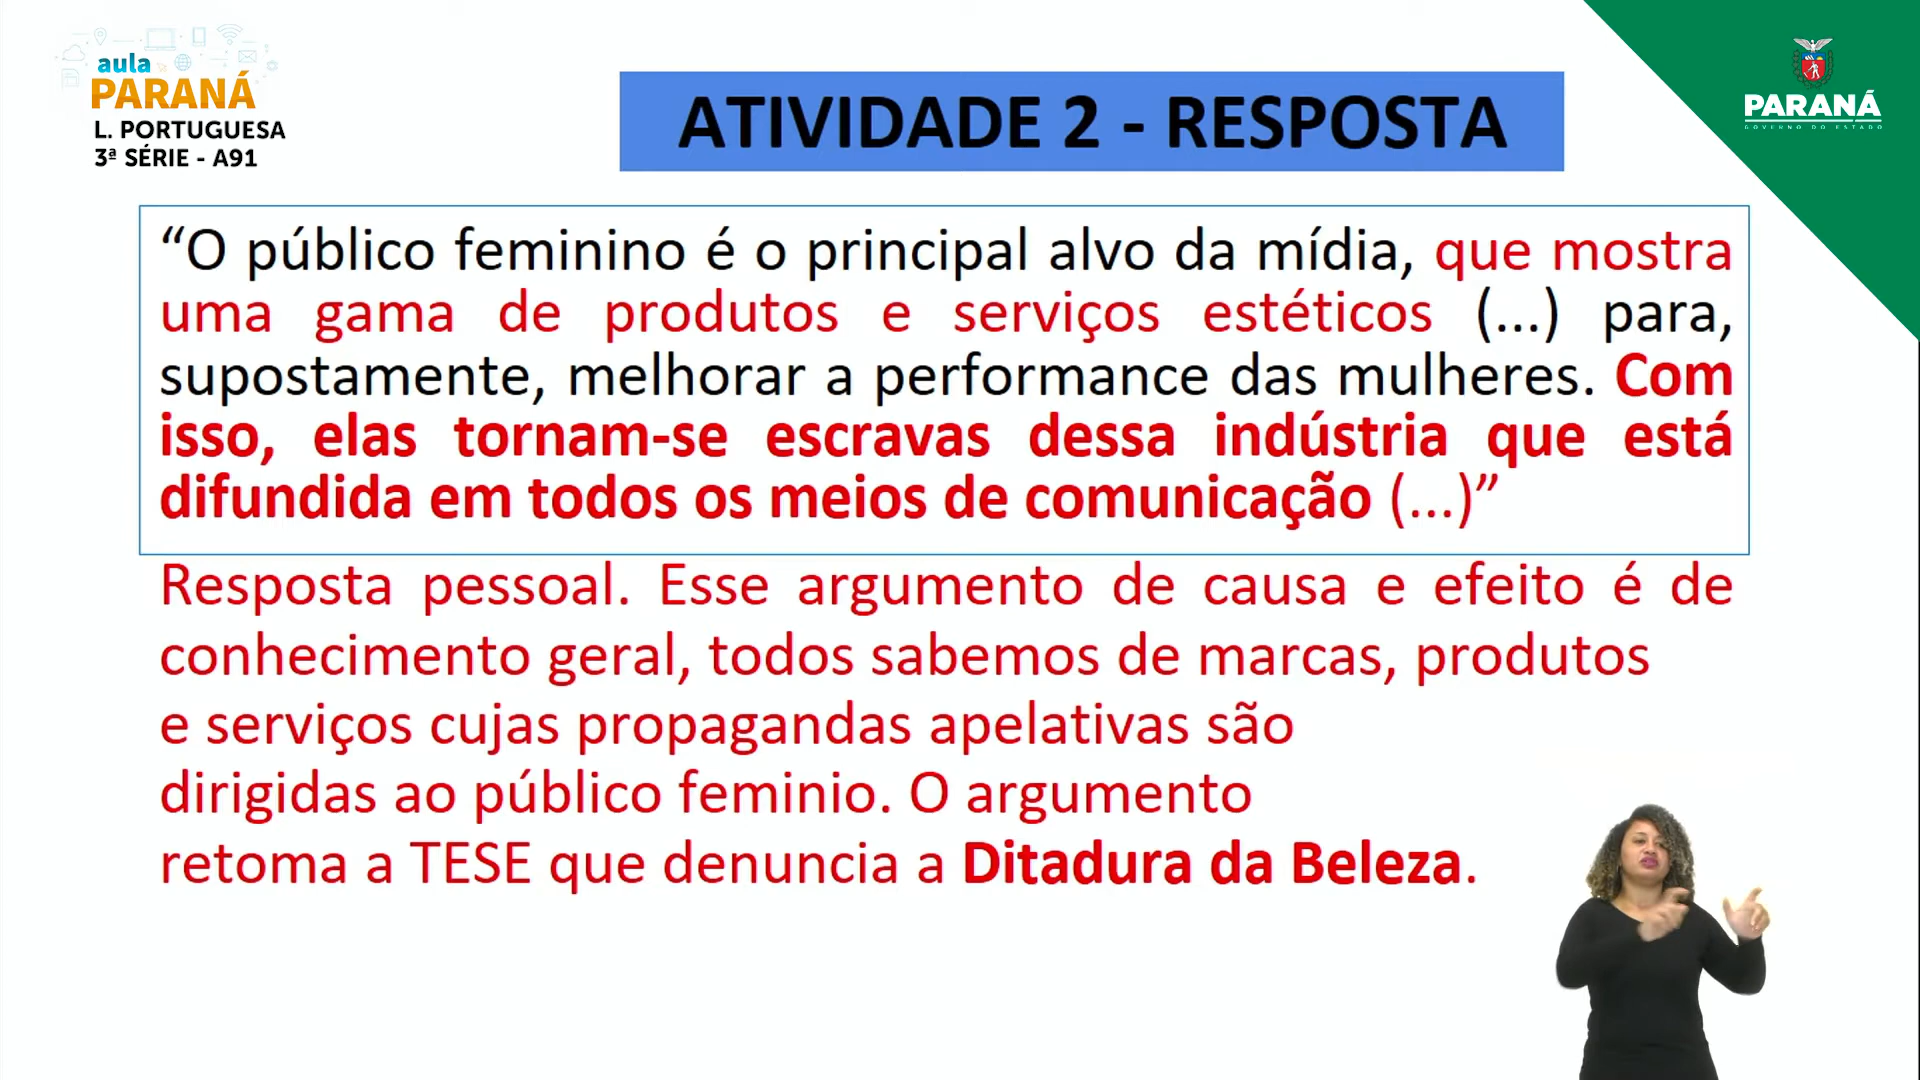 aula
PARANÁ
L. PORTUGUESA
3ª SÉRIE - A91
ATIVIDADE 2 - RESPOSTA
PARANÁ
GOVERNO DO ESTADO
“O público feminino é o principal alvo da mídia, que mostra
uma gama de produtos e serviços estéticos (...) para,
supostamente, melhorar a performance das mulheres. Com
isso, elas tornam-se escravas dessa indústria que está
difundida em todos os meios de comunicação (...)”
Resposta pessoal. Esse argumento de causa e efeito é de
conhecimento geral, todos sabemos de marcas, produtos
e serviços cujas propagandas apelativas são
dirigidas ao público feminio. O argumento
retoma a TESE que denuncia a Ditadura da Beleza.